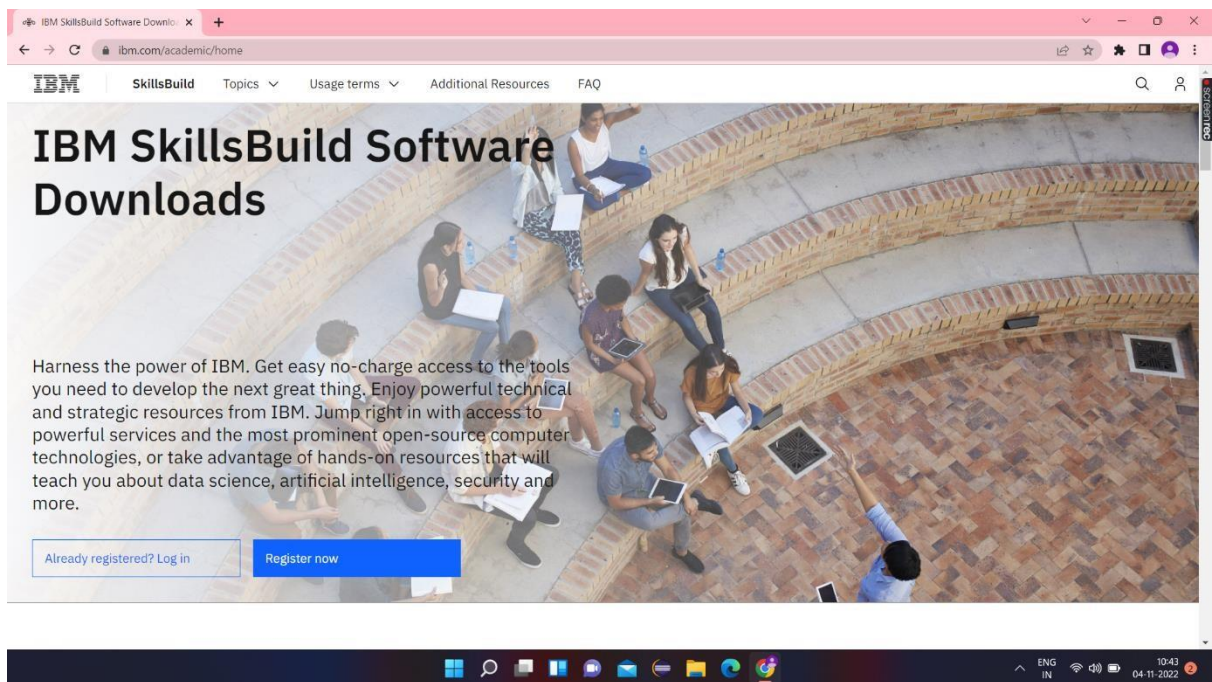 IBM SkillsBuild Software Downlo
ibm.com/academic/home
IBM SkillsBuild Topics Usage terms Additional Resources FAQ
screenrec
IBM SkillsBuild Software
Downloads
Harness the power of IBM. Get easy no-charge access to the tools
you need to develop the next great thing. Enjoy powerful technical
and strategic resources from IBM. Jump right in with access to
powerful services and the most prominent open-source computer
technologies, or take advantage of hands-on resources that will
teach you about data science, artificial intelligence, security and
more.
Already registered? Log in Register now
ENG 10:43
IN 04-11-2022 2